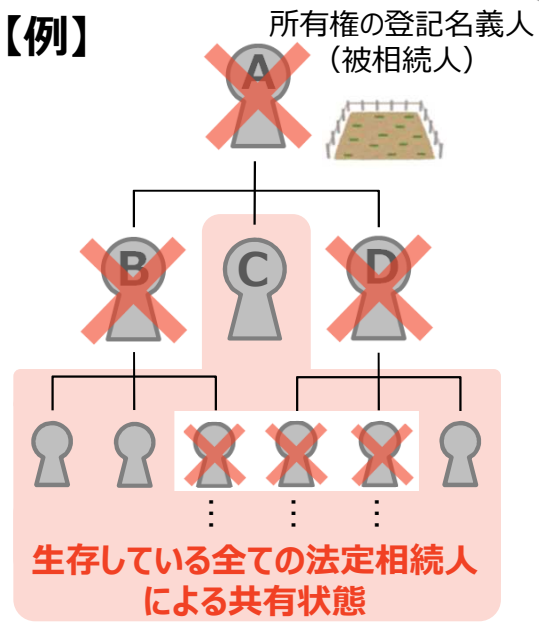 【例】
所有権の登記名義人
（被相続人）
A
B
C
D
生存している全ての法定相続人
による共有状態